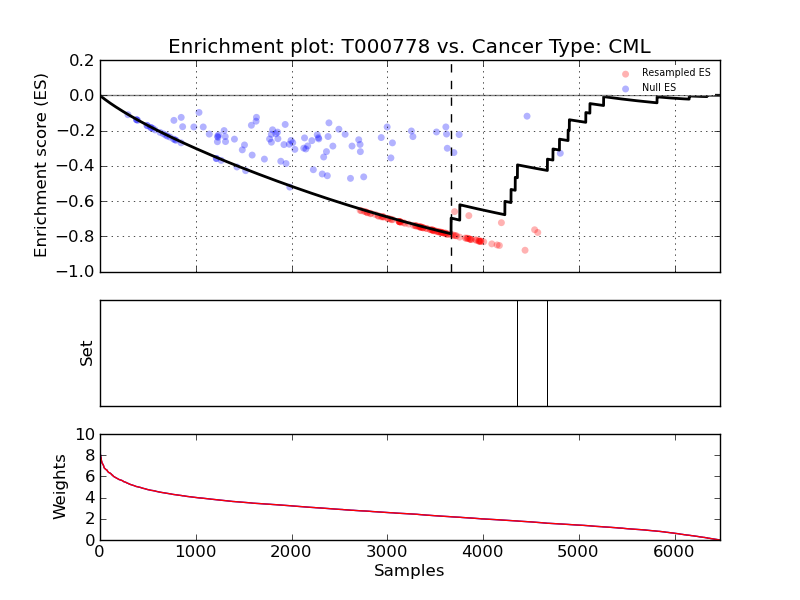 Enrichment plot: T000778 vs. Cancer Type: CML
Enrichment score (ES)
0.2
0.0
−0.2
−0.4
−0.6
−0.8
−1.0
Resampled ES
Null ES
Set
Weights
10
8
6
4
2
0
0 1000 2000 3000 4000 5000 6000
Samples